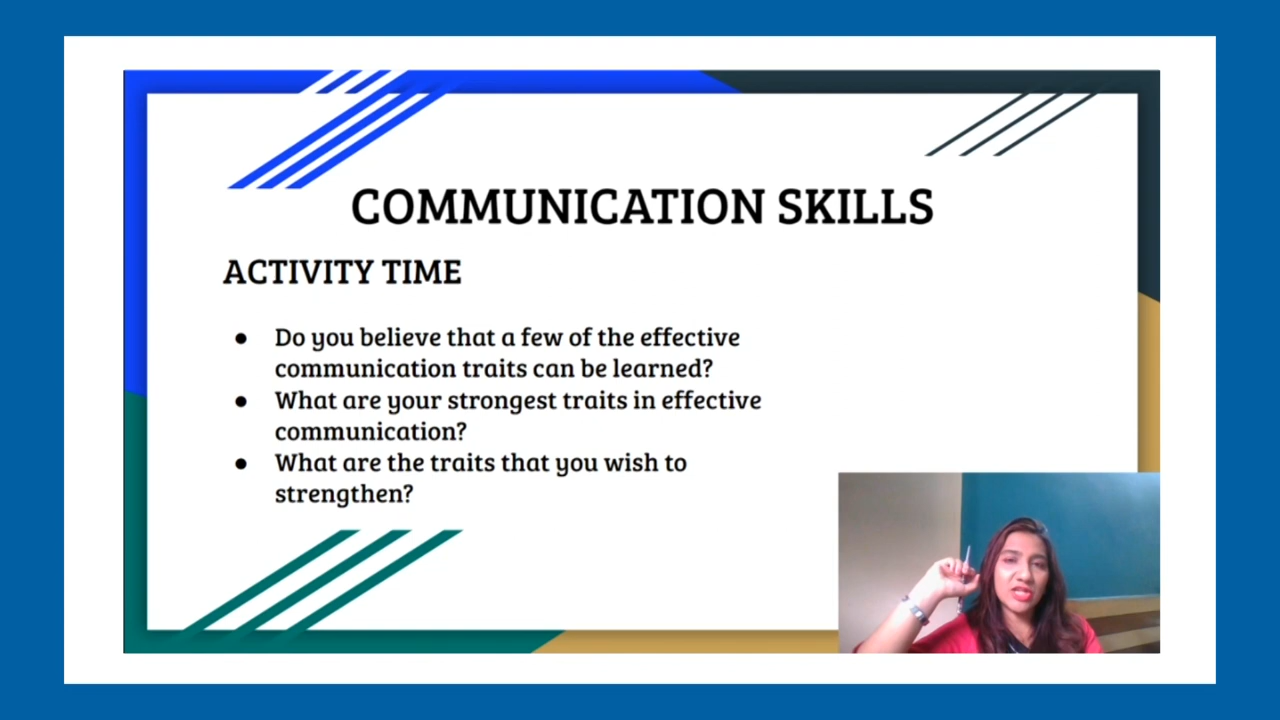 COMMUNICATION SKILLS
ACTIVITY TIME
● Do you believe that a few of the effective
communication traits can be learned?
● What are your strongest traits in effective
communication?
● What are the traits that you wish to
strengthen?